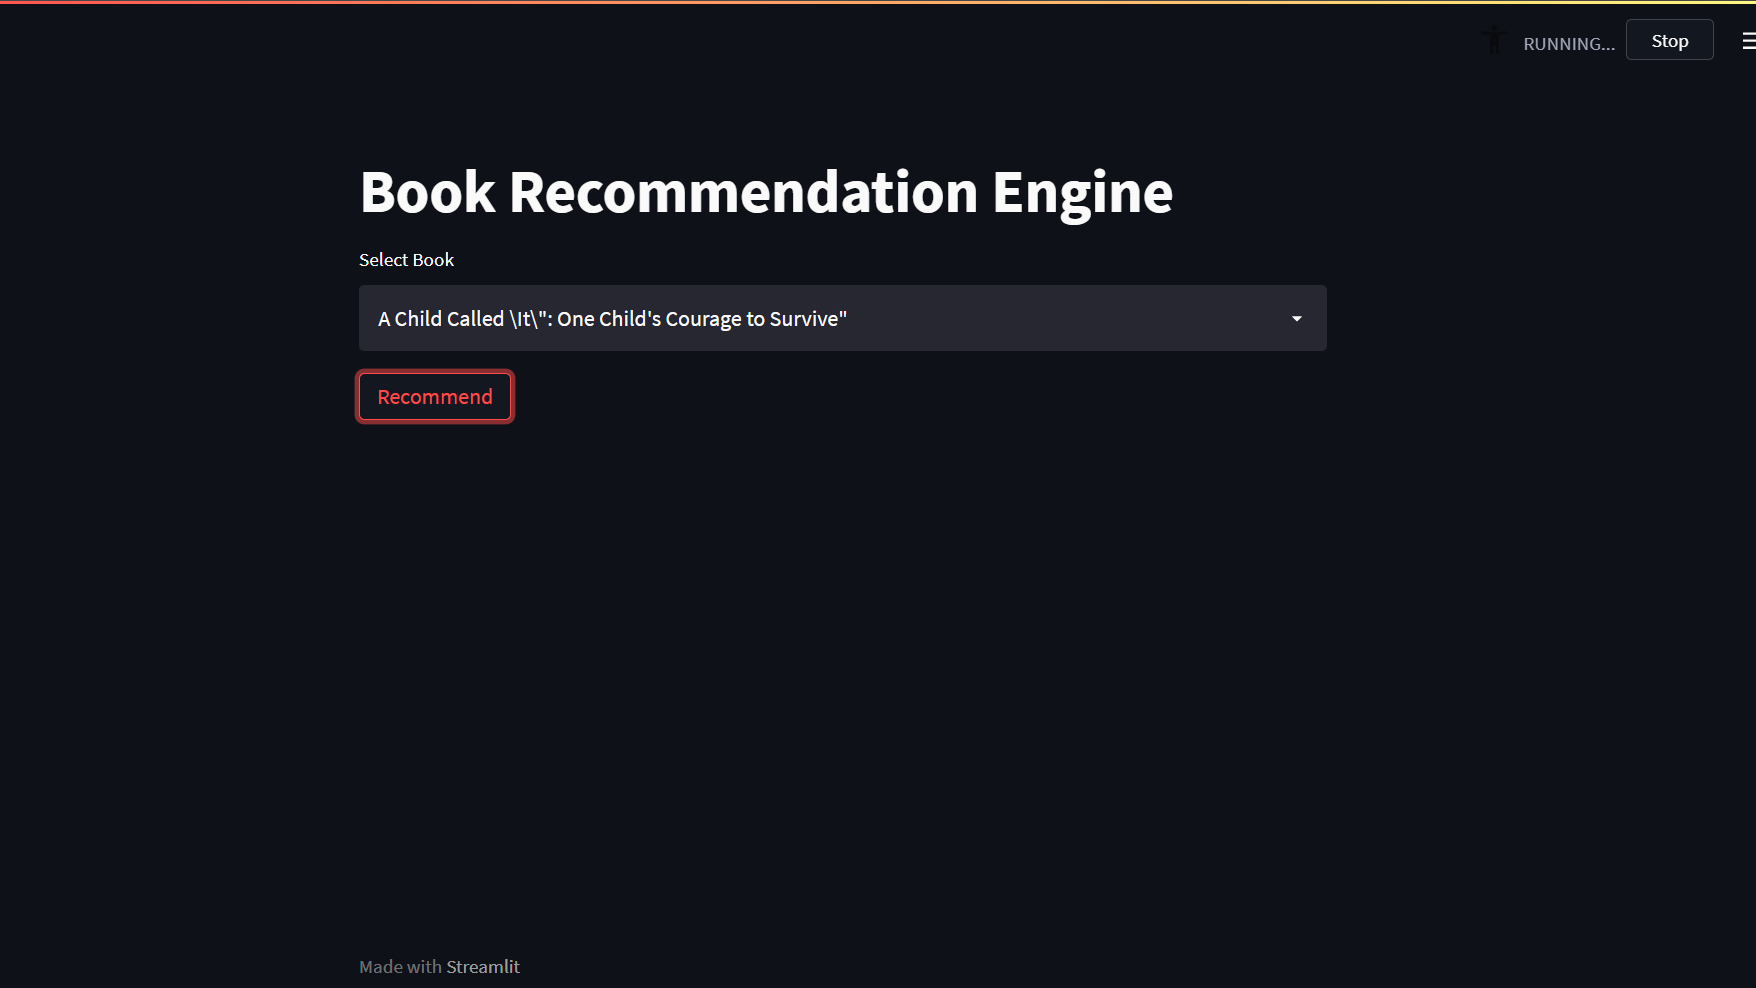 RUNNING...
Stop
Book Recommendation Engine
Select Book
A Child Called \It\": One Child's Courage to Survive"
Recommend
Made with Streamlit